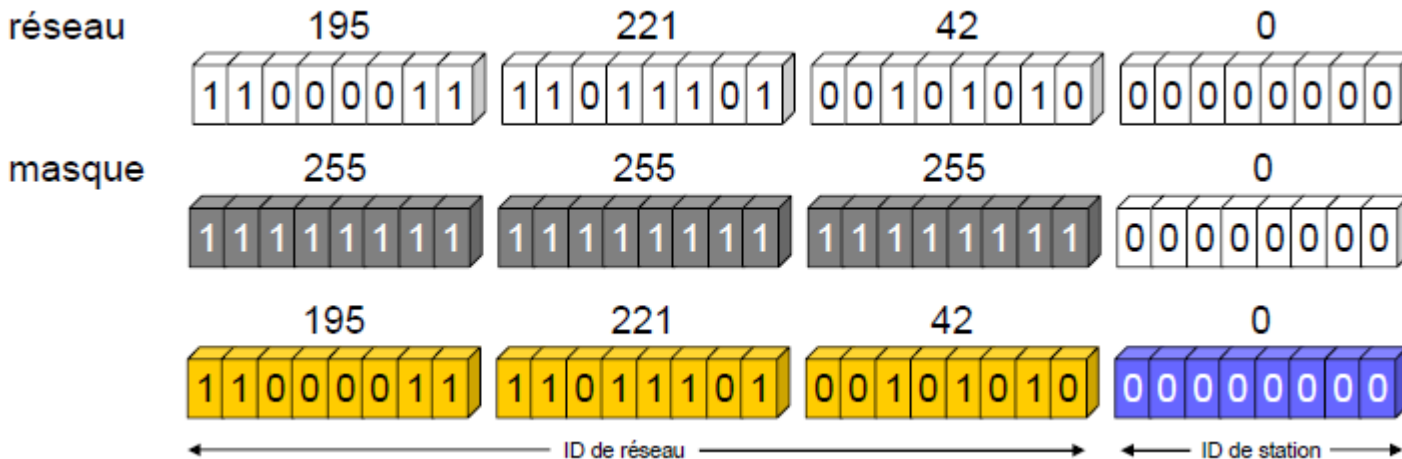 réseau 195 221 42 0
1 1 0 0 0 0 1 1 1 1 0 1 1 1 0 1 0 0 1 0 1 0 1 0 0 0 0 0 0 0 0 0
masque 255 255 255 0
1 1 1 1 1 1 1 1 1 1 1 1 1 1 1 1 1 1 1 1 1 1 1 1 0 0 0 0 0 0 0 0
195 221 42 0
1 1 0 0 0 0 1 1 1 1 0 1 1 1 0 1 0 0 1 0 1 0 1 0 0 0 0 0 0 0 0 0
ID de réseau ID de station